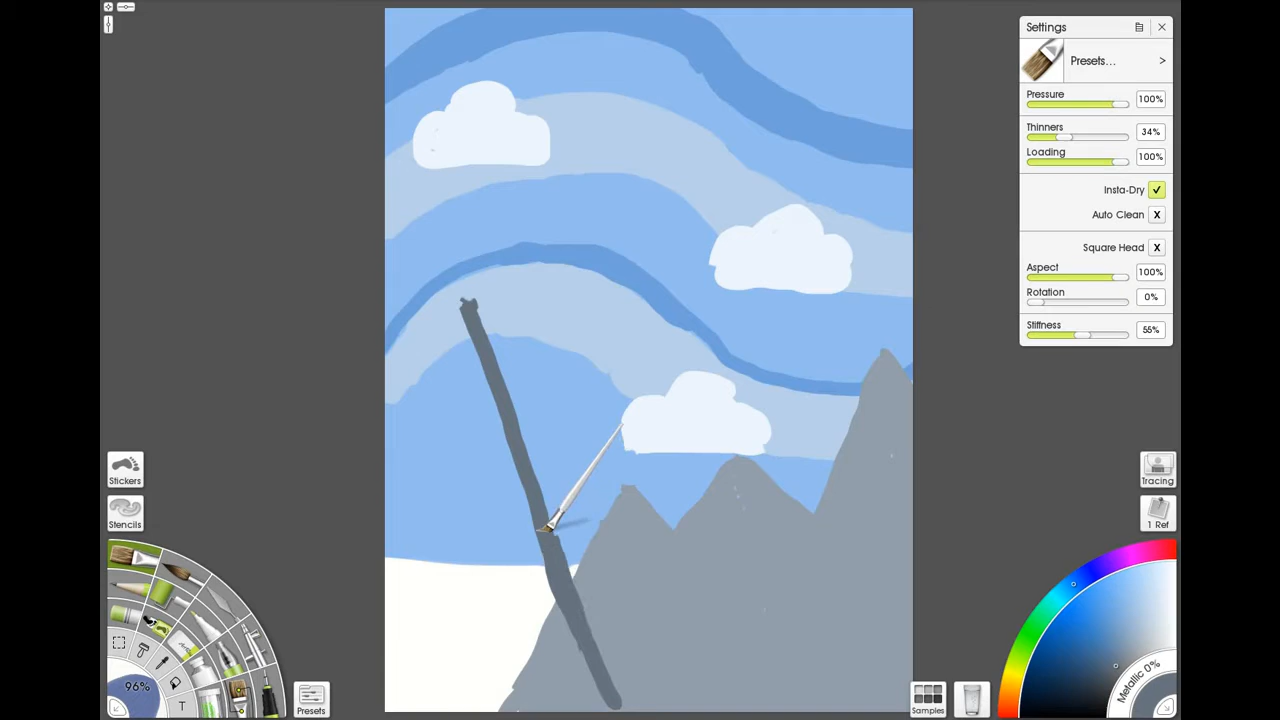 Settings
Presets... >
Pressure 100%
Thinners 34%
Loading 100%
Insta-Dry
Auto Clean X
Square Head X
Aspect 100%
Rotation 0%
Stiffness 55%
Stickers
Stencils
Tracing
1 Ref
96%
T
Presets
Samples
Metallic 0%